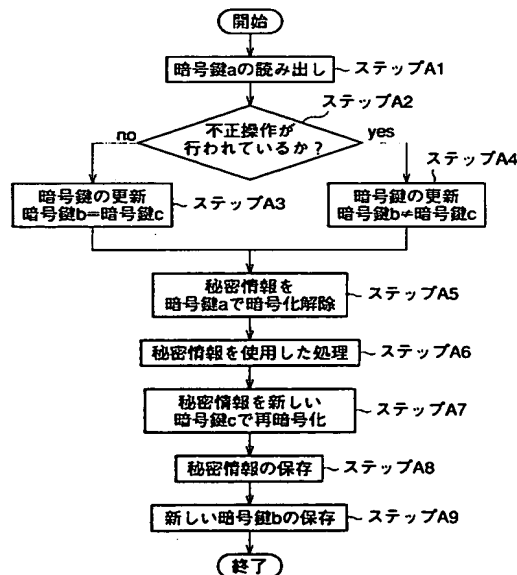 開始
暗号鍵aの読み出し
ステップA1
ステップA2
不正操作が
行われているか?
no
yes
ステップA4
暗号鍵の更新
暗号鍵b=暗号鍵c
ステップA3
暗号鍵の更新
暗号鍵b≠暗号鍵c
秘密情報を
暗号鍵aで暗号化解除
ステップA5
秘密情報を使用した処理
ステップA6
秘密情報を新しい
暗号鍵cで再暗号化
ステップA7
秘密情報の保存
ステップA8
新しい暗号鍵bの保存
ステップA9
終了